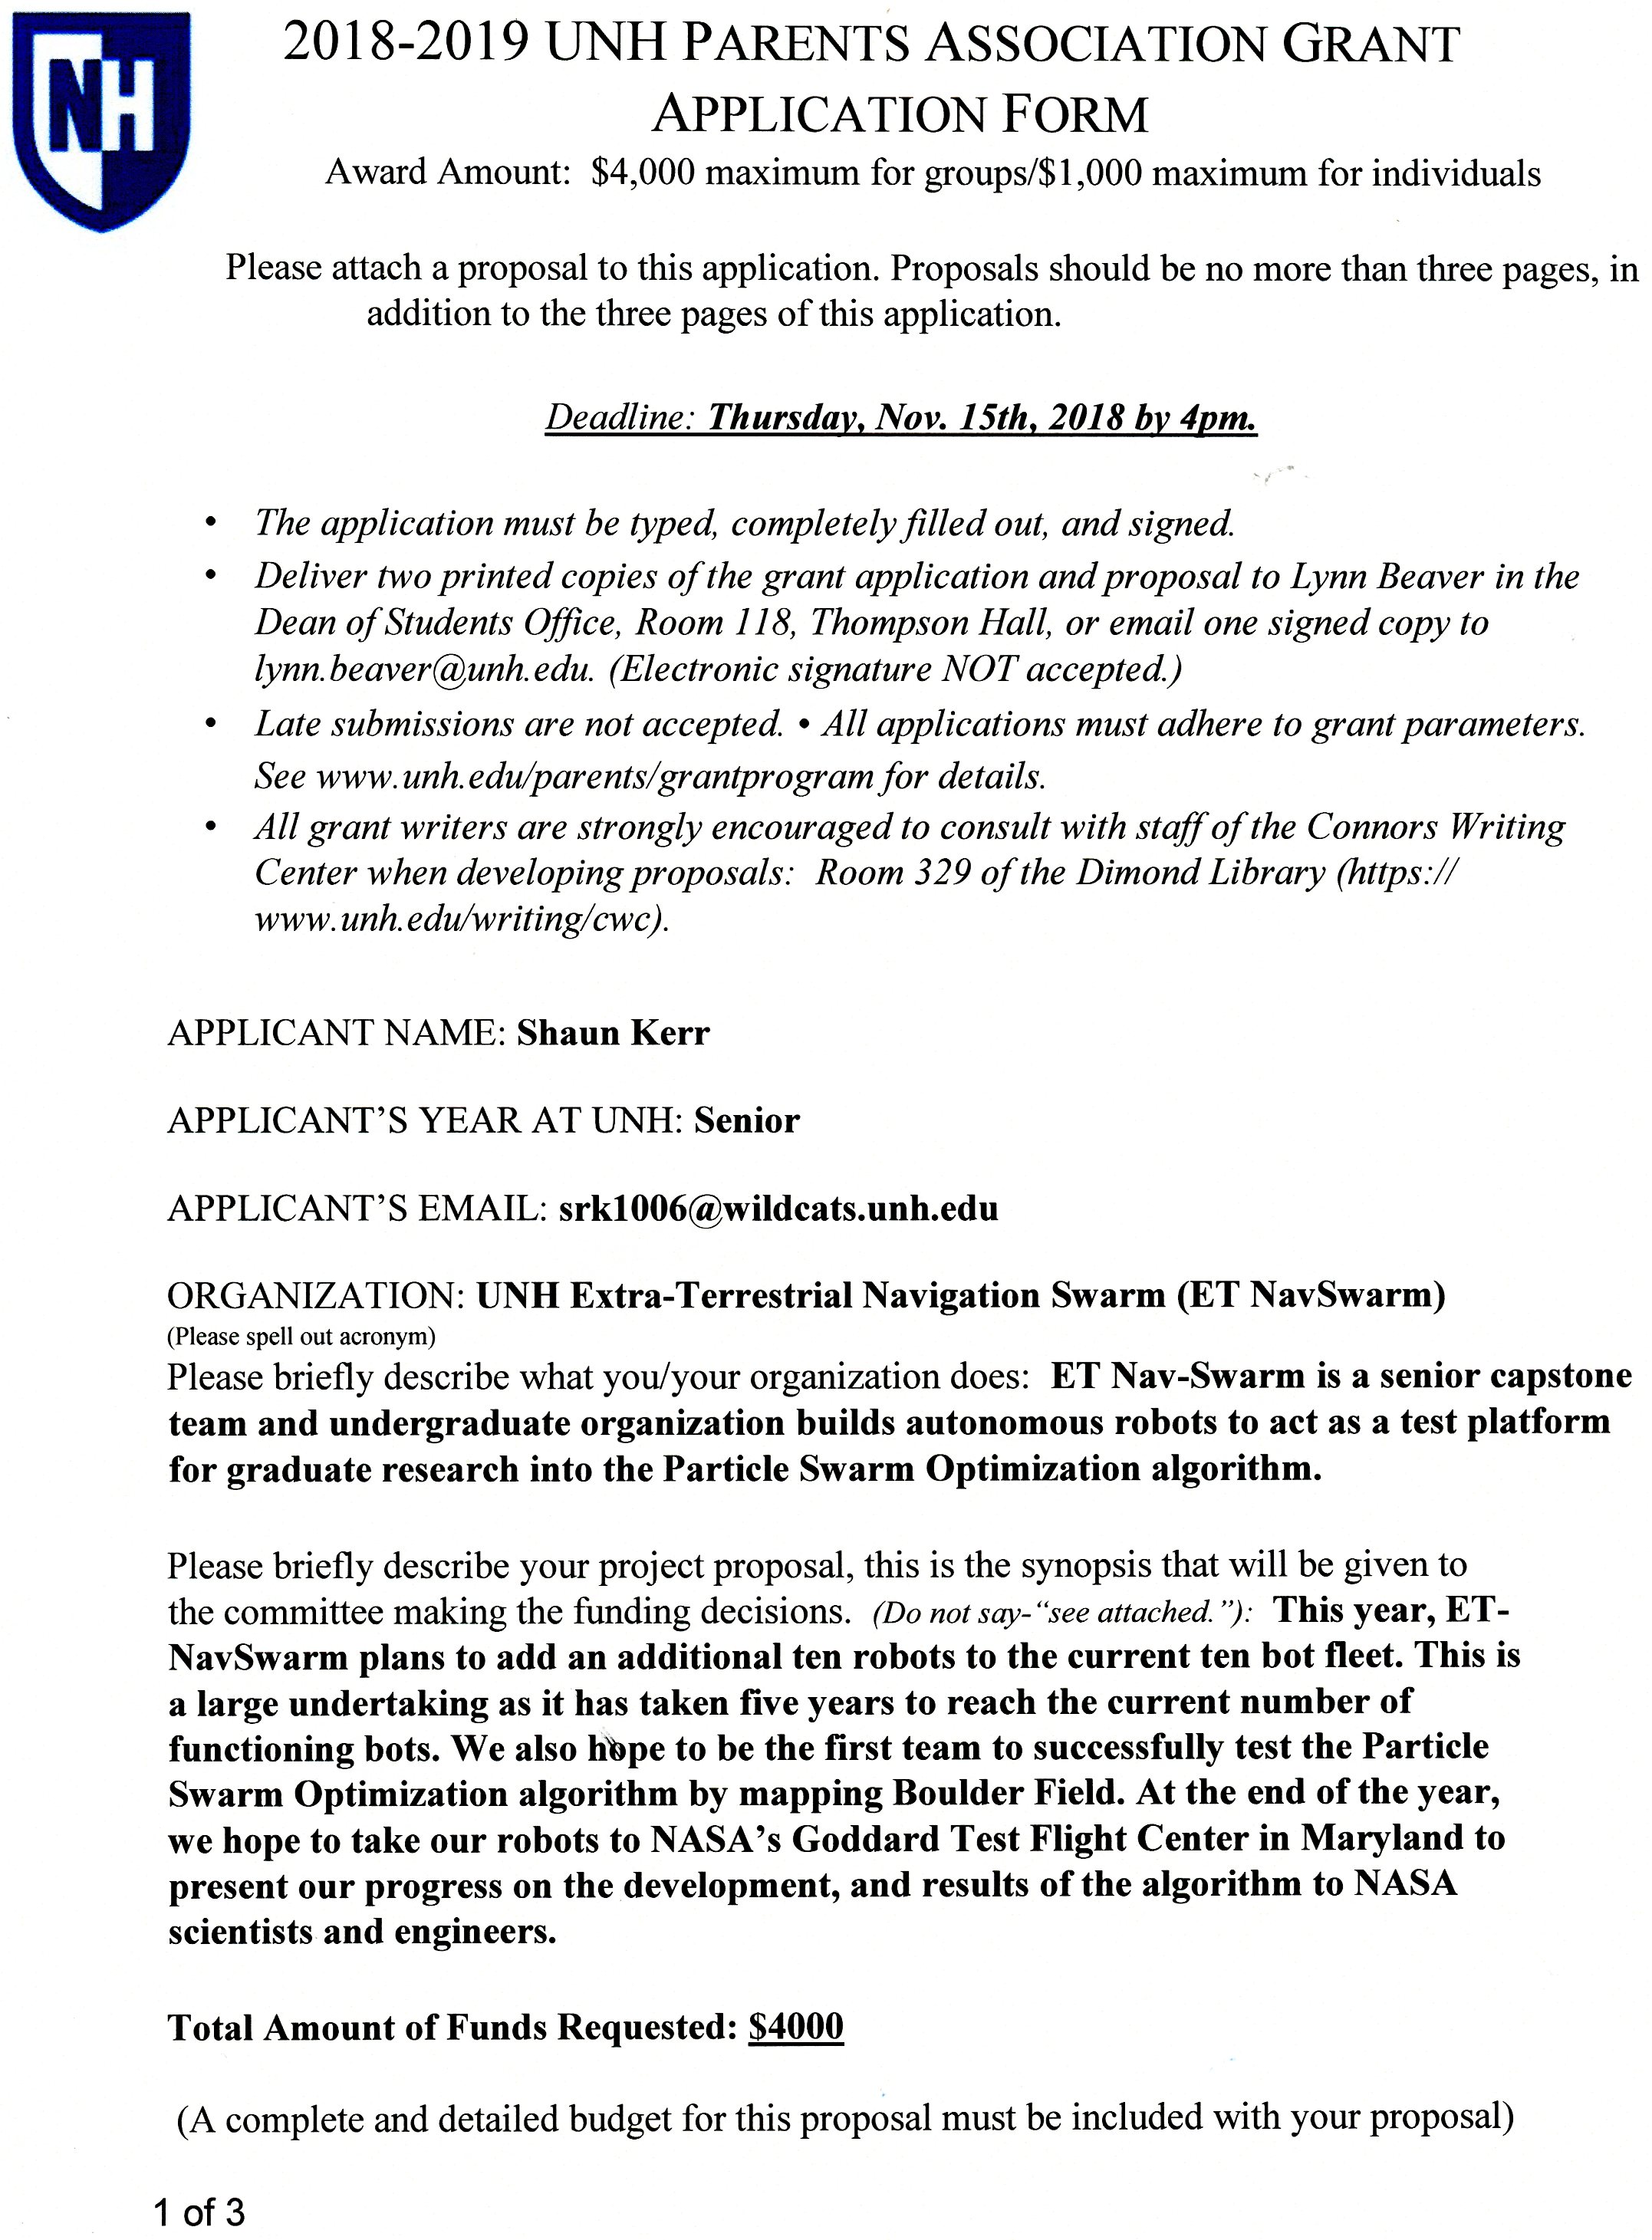 NH
2018-2019 UNH PARENTS ASSOCIATION GRANT
APPLICATION FORM
Award Amount:  $4,000 maximum for groups/$1,000 maximum for individuals
Please attach a proposal to this application. Proposals should be no more than three pages, in
addition to the three pages of this application.
Deadline: Thursday, Nov. 15th, 2018 by 4pm.
• The application must be typed, completely filled out, and signed.
• Deliver two printed copies of the grant application and proposal to Lynn Beaver in the
Dean of Students Office, Room 118, Thompson Hall, or email one signed copy to
lynn.beaver@unh.edu. (Electronic signature NOT accepted.)
• Late submissions are not accepted. • All applications must adhere to grant parameters.
See www.unh.edu/parents/grantprogram for details.
• All grant writers are strongly encouraged to consult with staff of the Connors Writing
Center when developing proposals:  Room 329 of the Dimond Library (https://
www.unh.edu/writing/cwc).
APPLICANT NAME: Shaun Kerr
APPLICANT’S YEAR AT UNH: Senior
APPLICANT’S EMAIL: srk1006@wildcats.unh.edu
ORGANIZATION: UNH Extra-Terrestrial Navigation Swarm (ET NavSwarm)
(Please spell out acronym)
Please briefly describe what you/your organization does:  ET Nav-Swarm is a senior capstone
team and undergraduate organization builds autonomous robots to act as a test platform
for graduate research into the Particle Swarm Optimization algorithm.
Please briefly describe your project proposal, this is the synopsis that will be given to
the committee making the funding decisions.  (Do not say-“see attached.”):  This year, ET-
NavSwarm plans to add an additional ten robots to the current ten bot fleet. This is
a large undertaking as it has taken five years to reach the current number of
functioning bots. We also hope to be the first team to successfully test the Particle
Swarm Optimization algorithm by mapping Boulder Field. At the end of the year,
we hope to take our robots to NASA’s Goddard Test Flight Center in Maryland to
present our progress on the development, and results of the algorithm to NASA
scientists and engineers.
Total Amount of Funds Requested: $4000
(A complete and detailed budget for this proposal must be included with your proposal)
1 of 3